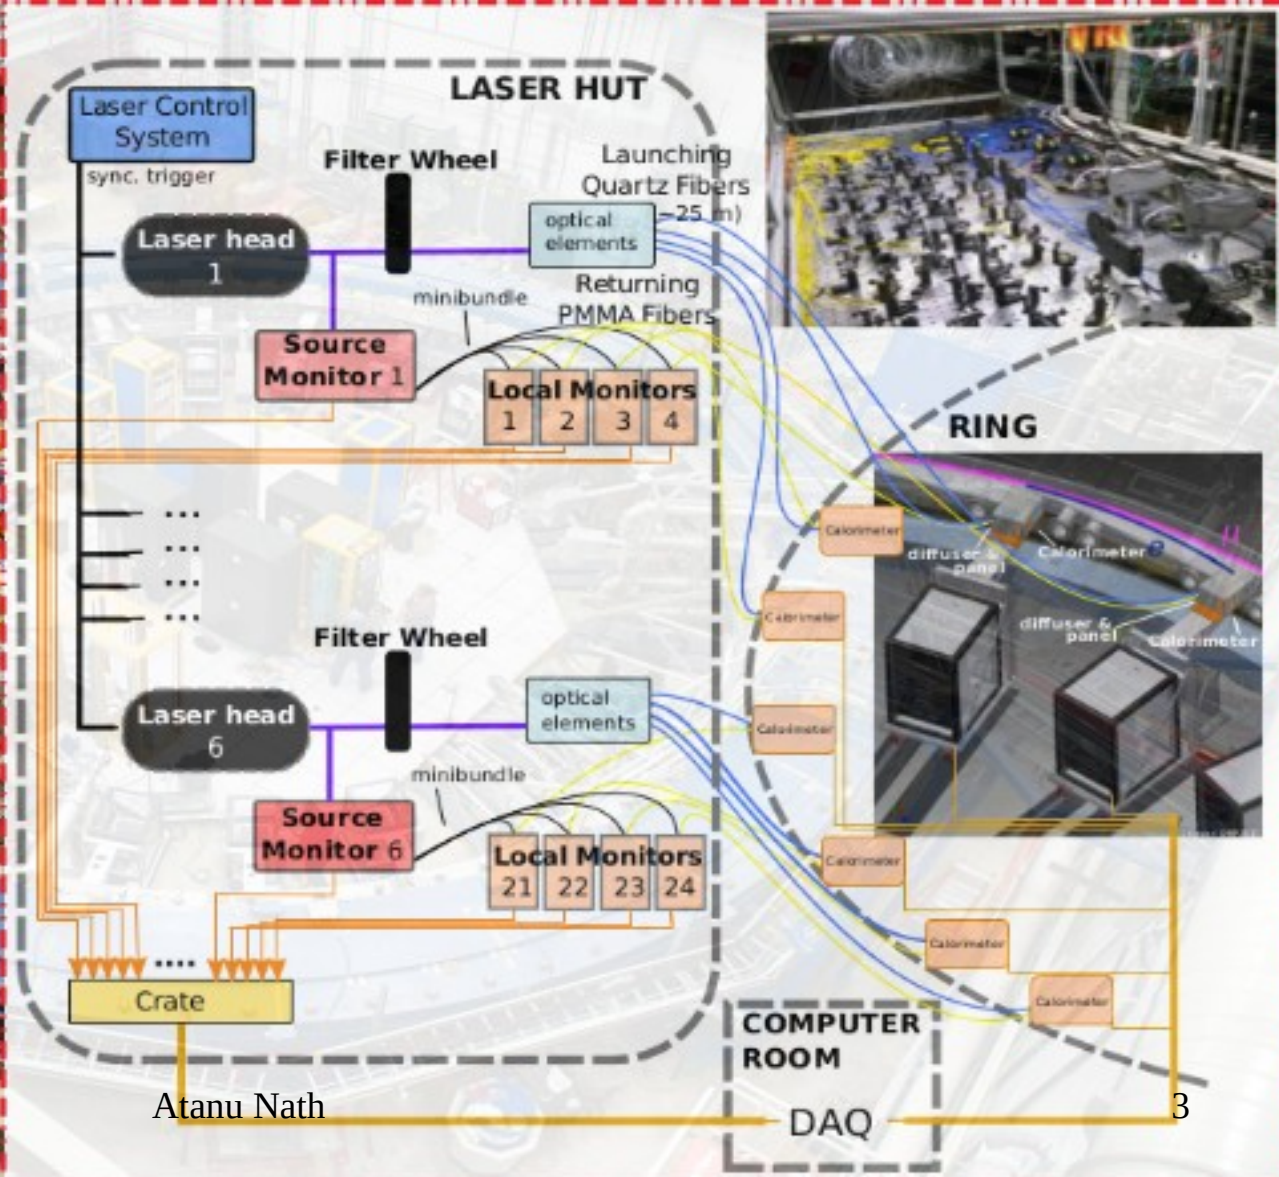 LASER HUT
Laser Control
System
sync. trigger
Filter Wheel
Launching
Quartz Fibers
(~25 m)
Laser head
1
optical
elements
minibundle
Returning
PMMA Fibers
Source
Monitor 1
Local Monitors
1 2 3 4
RING
Calorimeter
diffuser &
panel
Calorimeter
e
μ
Calorimeter
diffuser &
panel
Calorimeter
...
...
...
...
Filter Wheel
Laser head
6
optical
elements
Calorimeter
minibundle
Source
Monitor 6
Local Monitors
21 22 23 24
Calorimeter
Calorimeter
Calorimeter
....
Crate
COMPUTER
ROOM
DAQ
Atanu Nath
3